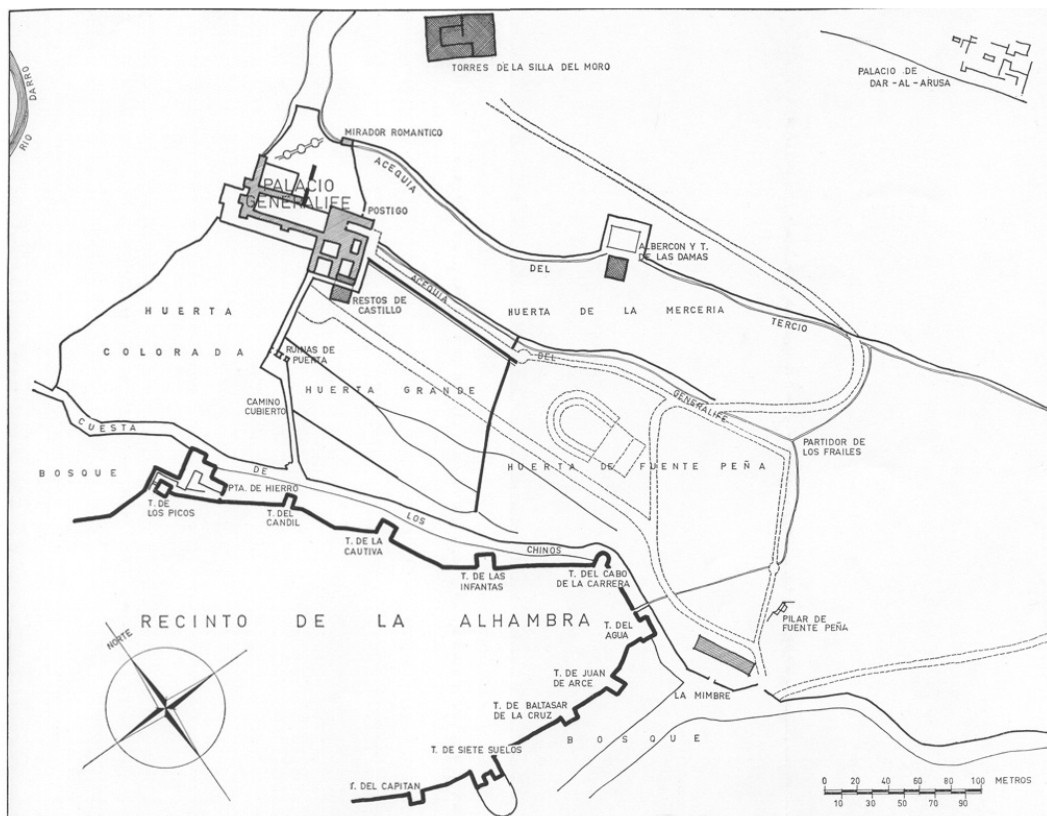 TORRES DE LA SILLA DEL MORO
PALACIO DE
DAR-AL-ARUSA
RIO DARRO
MIRADOR ROMANTICO
ACEQUIA DEL TERCIO
PALACIO
GENERALIFE
POSTIGO
ALBERCON Y T.
DE LAS DAMAS
ACEQUIA DEL GENERALIFE
RESTOS DE
CASTILLO
HUERTA DE LA MERCERIA
HUERTA
COLORADA
RUINAS DE
PUERTA
HUERTA GRANDE
CAMINO
CUBIERTO
PARTIDOR DE
LOS FRAILES
HUERTA DE FUENTE PEÑA
CUESTA DE LOS CHINOS
BOSQUE
PTA. DE HIERRO
T. DE
LOS PICOS
T. DEL
CANDIL
T. DE LA
CAUTIVA
T. DE LAS
INFANTAS
T. DEL CABO
DE LA CARRERA
RECINTO DE LA ALHAMBRA
T. DEL
AGUA
PILAR DE
FUENTE PEÑA
NORTE
T. DE JUAN
DE ARCE
LA MIMBRE
T. DE BALTASAR
DE LA CRUZ
BOSQUE
T. DE SIETE SUELOS
T. DEL CAPITAN
0 20 40 60 80 100 METROS
10 30 50 70 90